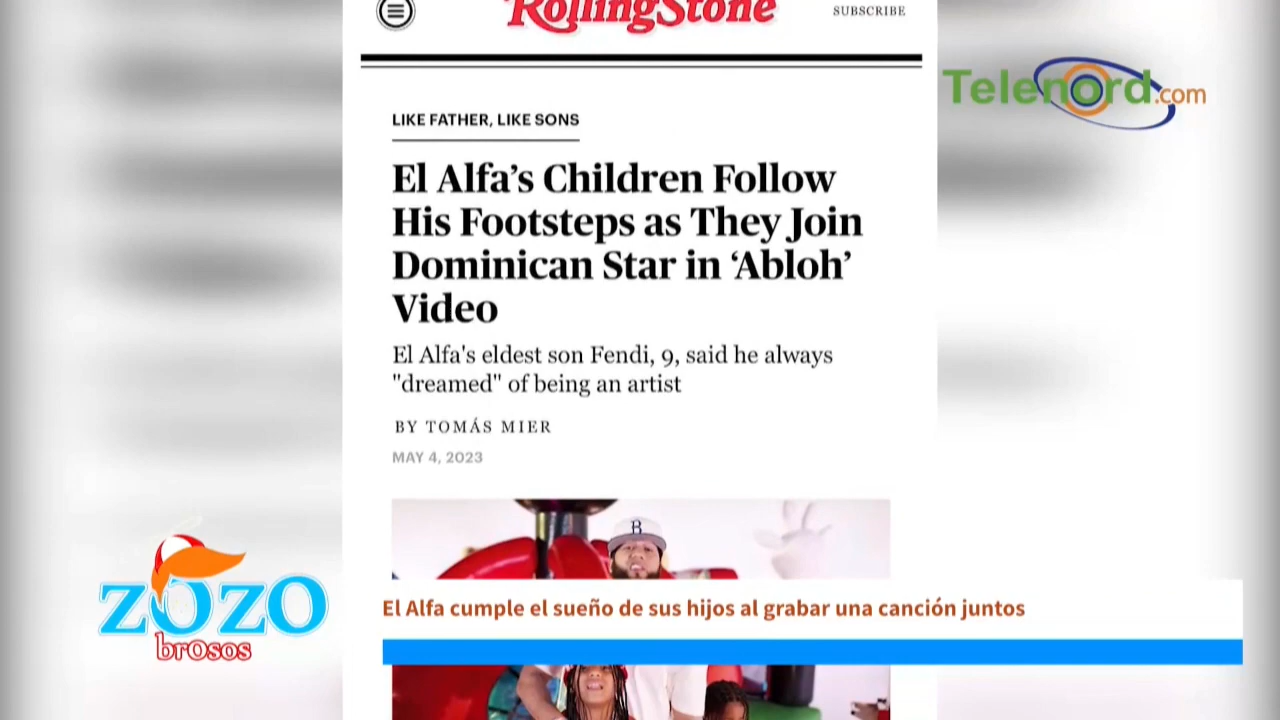 RollingStone
SUBSCRIBE
Telenord.com
LIKE FATHER, LIKE SONS
El Alfa’s Children Follow
His Footsteps as They Join
Dominican Star in ‘Abloh’
Video
El Alfa's eldest son Fendi, 9, said he always
"dreamed" of being an artist
BY TOMÁS MIER
MAY 4, 2023
B
zozo
brosos
El Alfa cumple el sueño de sus hijos al grabar una canción juntos